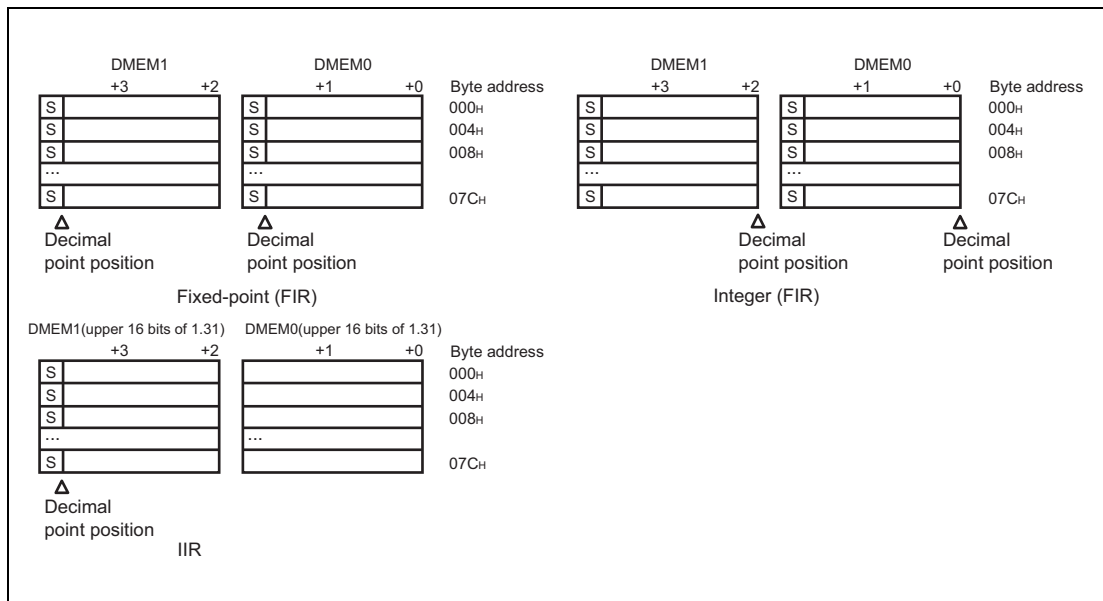 DMEM1 DMEM0
+3 +2 +1 +0 Byte address
S S 000H
S S 004H
S S 008H
... ...
S S 07CH
Decimal point position Decimal point position
Fixed-point (FIR)
DMEM1 DMEM0
+3 +2 +1 +0 Byte address
S S 000H
S S 004H
S S 008H
... ...
S S 07CH
Decimal point position Decimal point position
Integer (FIR)
DMEM1(upper 16 bits of 1.31) DMEM0(upper 16 bits of 1.31)
+3 +2 +1 +0 Byte address
S 000H
S 004H
S 008H
... ...
S 07CH
Decimal
point position
IIR